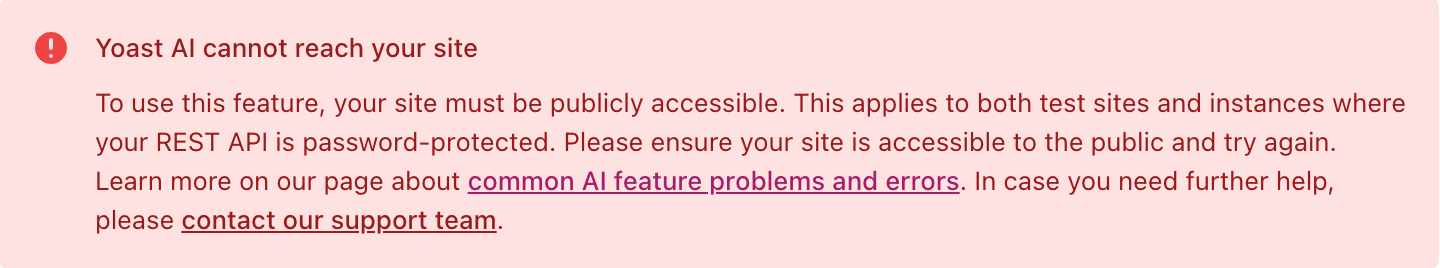 Yoast AI cannot reach your site
To use this feature, your site must be publicly accessible. This applies to both test sites and instances where
your REST API is password-protected. Please ensure your site is accessible to the public and try again.
Learn more on our page about common AI feature problems and errors. In case you need further help,
please contact our support team.